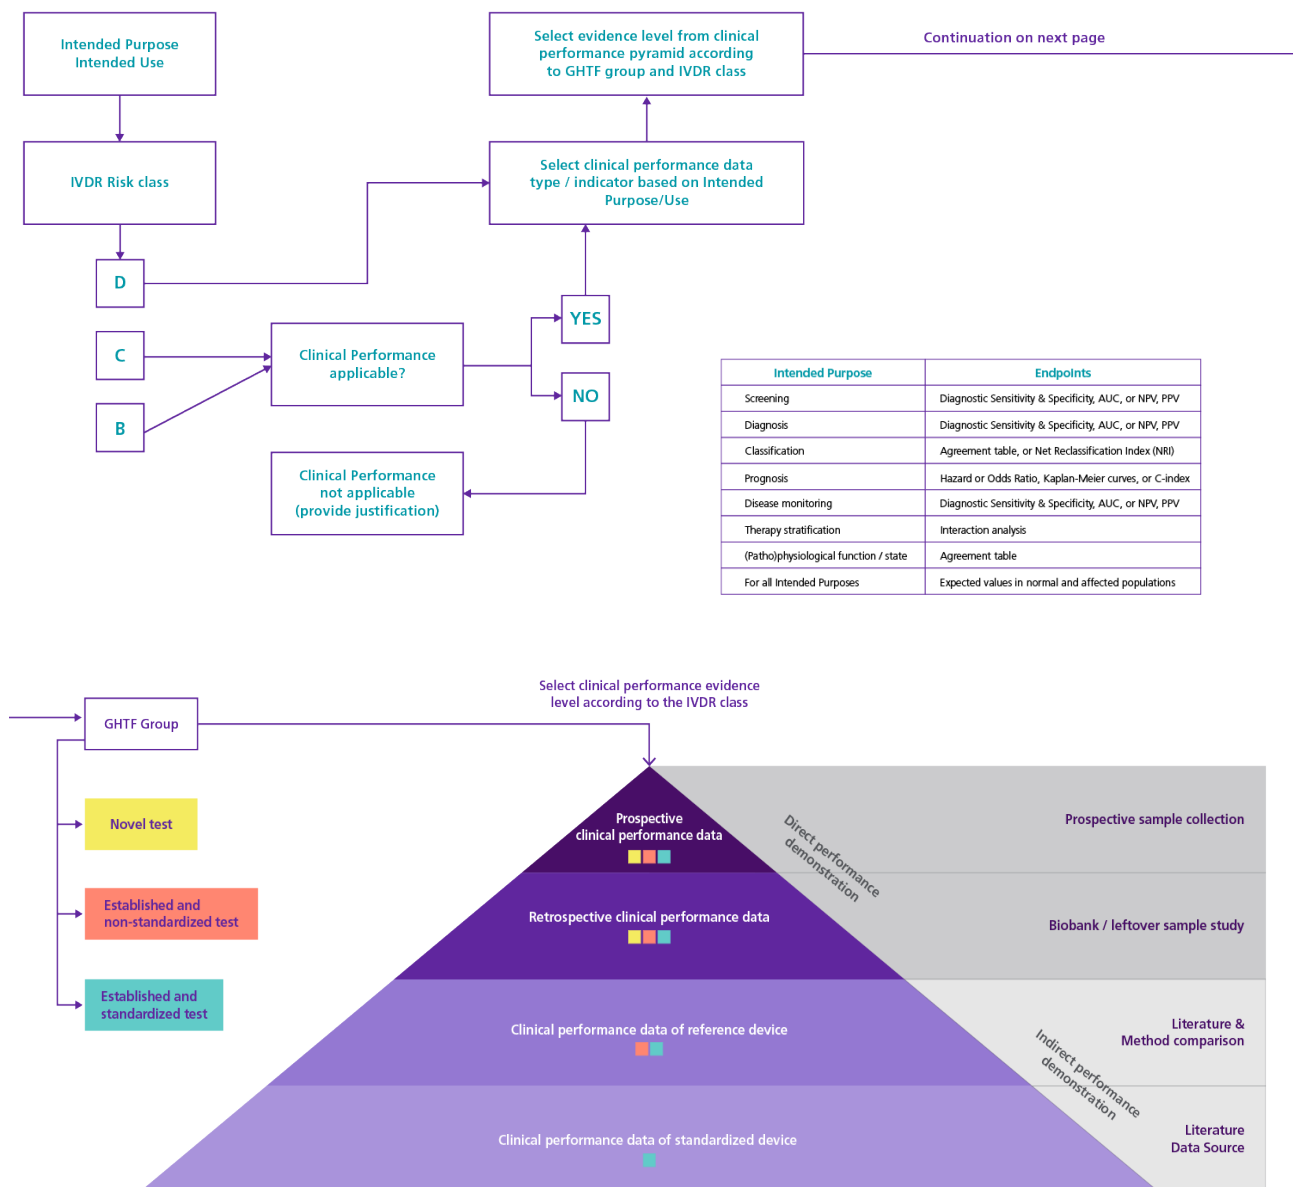 Intended Purpose
Intended Use
Select evidence level from clinical
performance pyramid according
to GHTF group and IVDR class
Continuation on next page
IVDR Risk class
Select clinical performance data
type / indicator based on Intended
Purpose/Use
D
C
B
Clinical Performance
applicable?
YES
NO
Clinical Performance
not applicable
(provide justification)
Intended Purpose Endpoints
Screening Diagnostic Sensitivity & Specificity, AUC, or NPV, PPV
Diagnosis Diagnostic Sensitivity & Specificity, AUC, or NPV, PPV
Classification Agreement table, or Net Reclassification Index (NRI)
Prognosis Hazard or Odds Ratio, Kaplan-Meier curves, or C-index
Disease monitoring Diagnostic Sensitivity & Specificity, AUC, or NPV, PPV
Therapy stratification Interaction analysis
(Patho)physiological function / state Agreement table
For all Intended Purposes Expected values in normal and affected populations
Select clinical performance evidence
level according to the IVDR class
GHTF Group
Novel test
Established and
non-standardized test
Established and
standardized test
Prospective
clinical performance data
Retrospective clinical performance data
Clinical performance data of reference device
Clinical performance data of standardized device
Direct performance
demonstration
Indirect performance
demonstration
Prospective sample collection
Biobank / leftover sample study
Literature &
Method comparison
Literature
Data Source